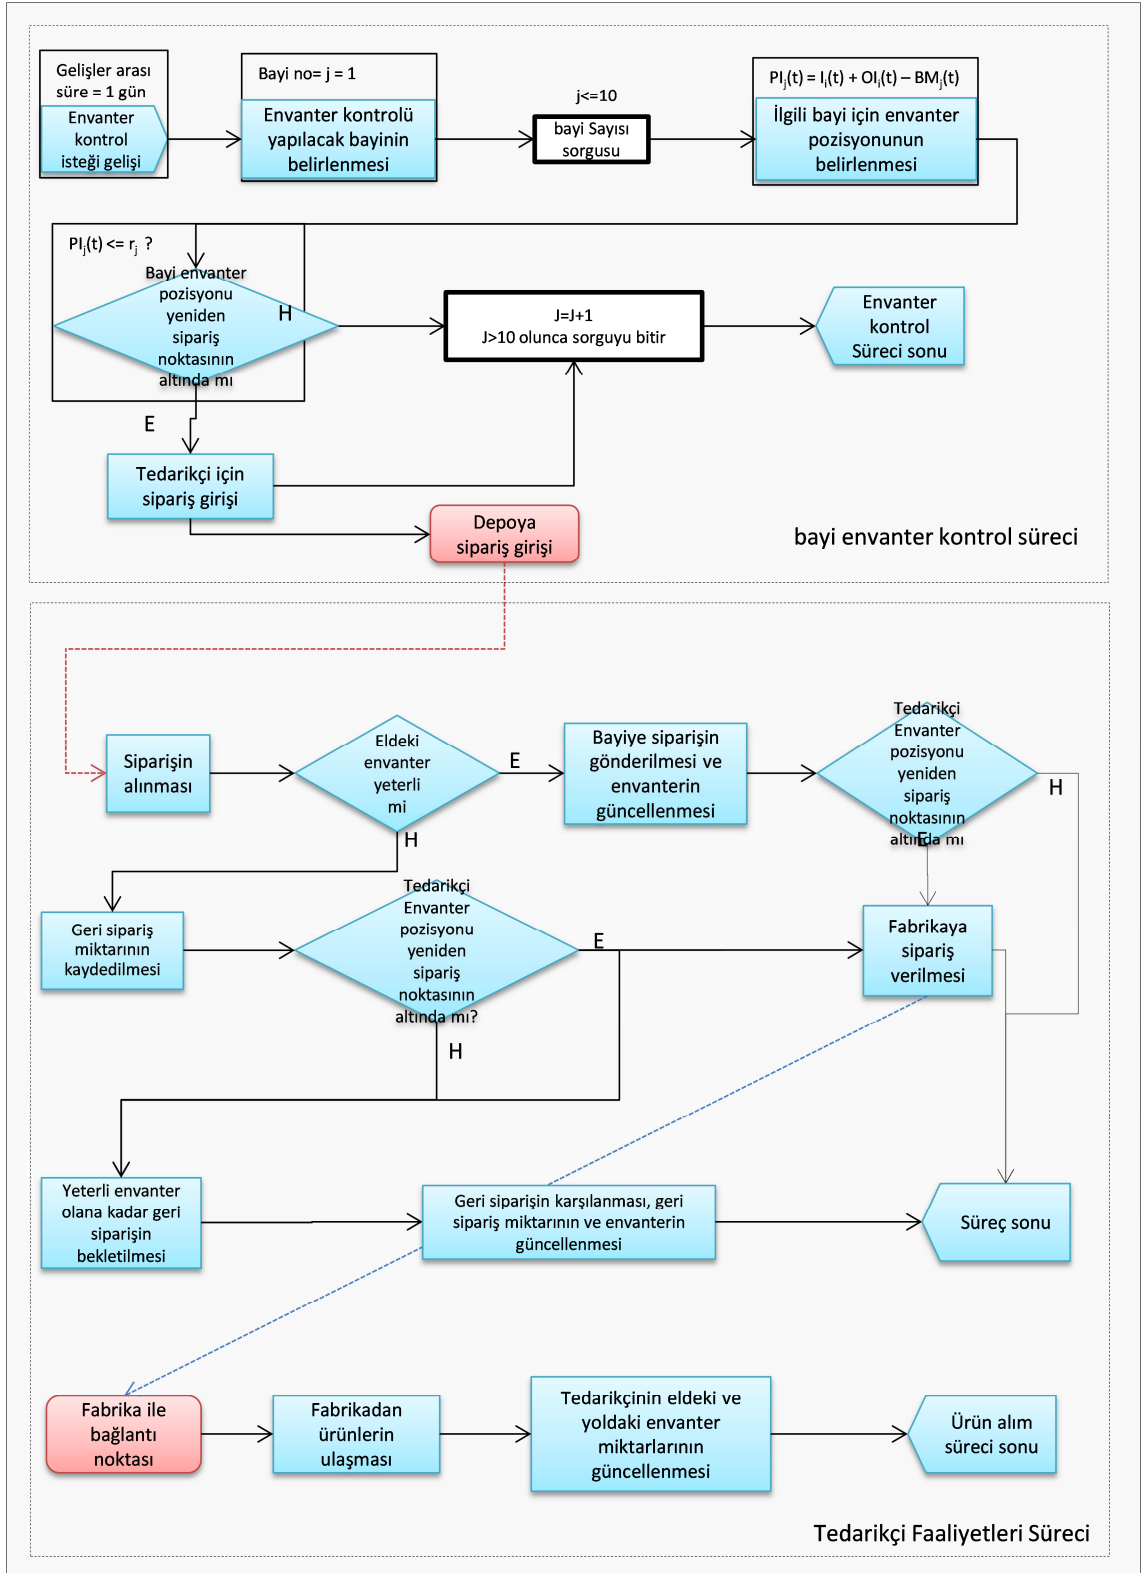 Gelişler arası
süre = 1 gün
Envanter
kontrol
isteği gelişi
Bayi no= j = 1
Envanter kontrolü
yapılacak bayinin
belirlenmesi
j<=10
bayi Sayısı
sorgusu
PIj(t) = Ii(t) + OIi(t) – BMj(t)
İlgili bayi için envanter
pozisyonunun
belirlenmesi
PIj(t) <= rj ?
Bayi envanter
pozisyonu
yeniden
sipariş
noktasının
altında mı
H
E
J=J+1
J>10 olunca sorguyu bitir
Envanter
kontrol
Süreci sonu
Tedarikçi için
sipariş girişi
Depoya
sipariş girişi
bayi envanter kontrol süreci
Siparişin
alınması
Eldeki
envanter
yeterli
mi
E
H
Bayiye siparişin
gönderilmesi ve
envanterin
güncellenmesi
Tedarikçi
Envanter
pozisyonu
yeniden
sipariş
noktasının
altında mı
H
E
Geri sipariş
miktarının
kaydedilmesi
Tedarikçi
Envanter
pozisyonu
yeniden
sipariş
noktasının
altında mı?
E
H
Fabrikaya
sipariş
verilmesi
Yeterli envanter
olana kadar geri
siparişin
bekletilmesi
Geri siparişin karşılanması, geri
sipariş miktarının ve envanterin
güncellenmesi
Süreç sonu
Fabrika ile
bağlantı
noktası
Fabrikadan
ürünlerin
ulaşması
Tedarikçinin eldeki ve
yoldaki envanter
miktarlarının
güncellenmesi
Ürün alım
süreci sonu
Tedarikçi Faaliyetleri Süreci